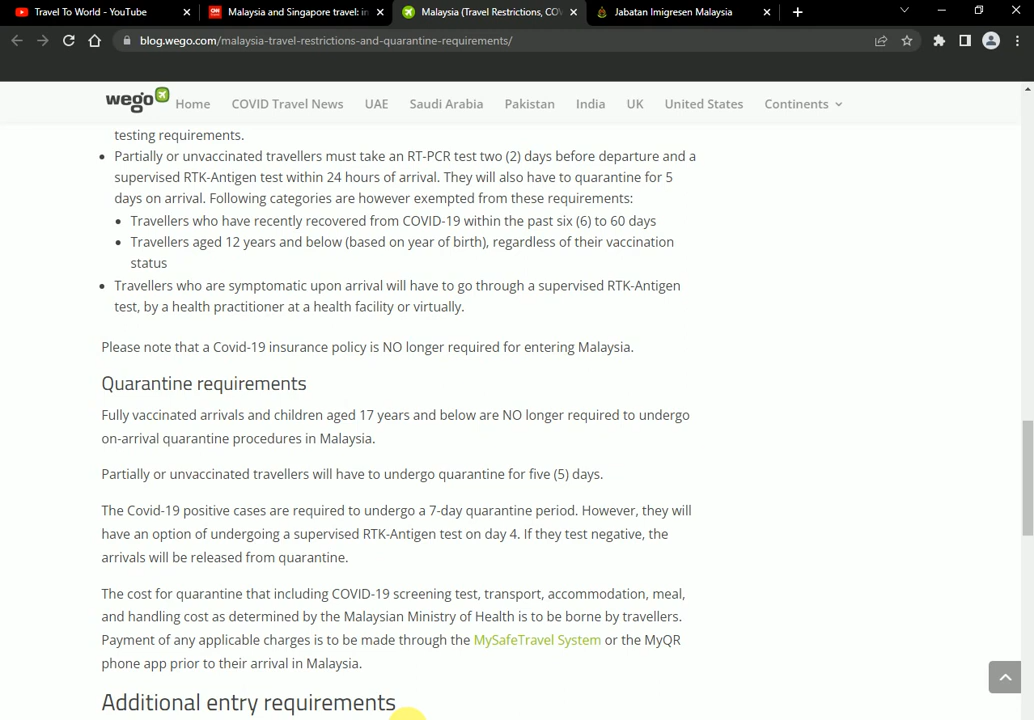 Travel To World - YouTube
Malaysia and Singapore travel: in
Malaysia (Travel Restrictions, COV
Jabatan Imigresen Malaysia
blog.wego.com/malaysia-travel-restrictions-and-quarantine-requirements/
wego Home COVID Travel News UAE Saudi Arabia Pakistan India UK United States Continents
testing requirements.
• Partially or unvaccinated travellers must take an RT-PCR test two (2) days before departure and a
supervised RTK-Antigen test within 24 hours of arrival. They will also have to quarantine for 5
days on arrival. Following categories are however exempted from these requirements:
• Travellers who have recently recovered from COVID-19 within the past six (6) to 60 days
• Travellers aged 12 years and below (based on year of birth), regardless of their vaccination
status
• Travellers who are symptomatic upon arrival will have to go through a supervised RTK-Antigen
test, by a health practitioner at a health facility or virtually.
Please note that a Covid-19 insurance policy is NO longer required for entering Malaysia.
Quarantine requirements
Fully vaccinated arrivals and children aged 17 years and below are NO longer required to undergo
on-arrival quarantine procedures in Malaysia.
Partially or unvaccinated travellers will have to undergo quarantine for five (5) days.
The Covid-19 positive cases are required to undergo a 7-day quarantine period. However, they will
have an option of undergoing a supervised RTK-Antigen test on day 4. If they test negative, the
arrivals will be released from quarantine.
The cost for quarantine that including COVID-19 screening test, transport, accommodation, meal,
and handling cost as determined by the Malaysian Ministry of Health is to be borne by travellers.
Payment of any applicable charges is to be made through the MySafeTravel System or the MyQR
phone app prior to their arrival in Malaysia.
Additional entry requirements